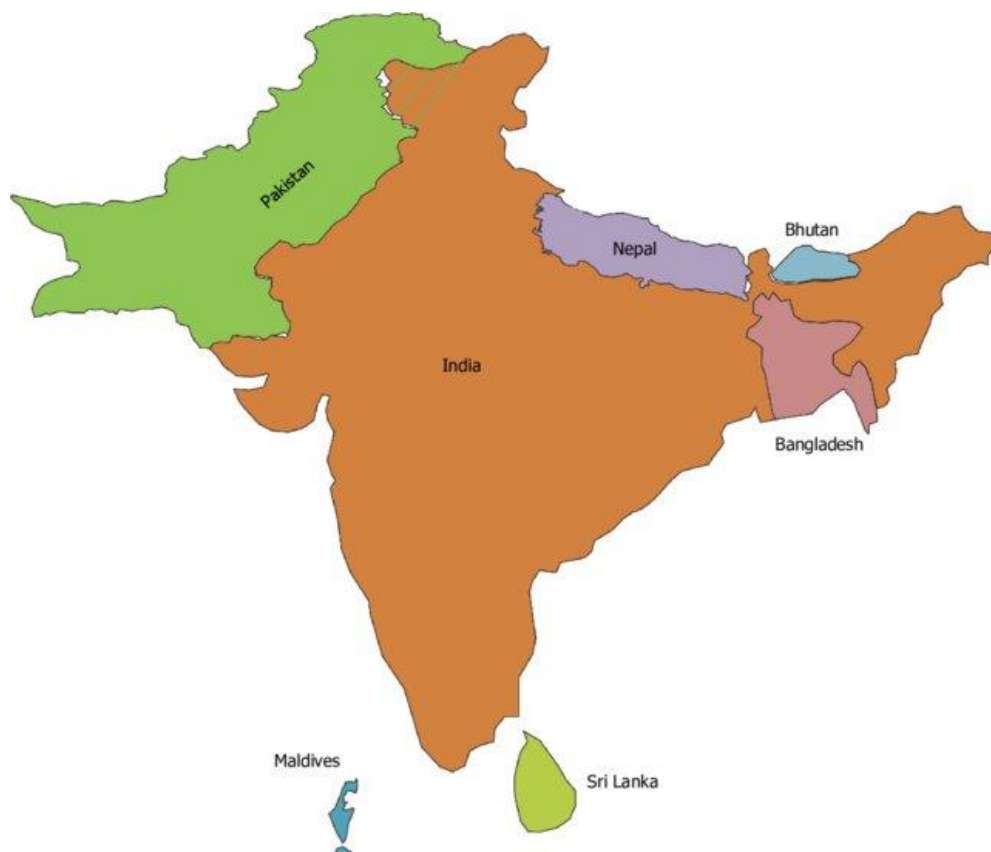 Pakistan
Bhutan
Nepal
India
Bangladesh
Maldives
Sri Lanka